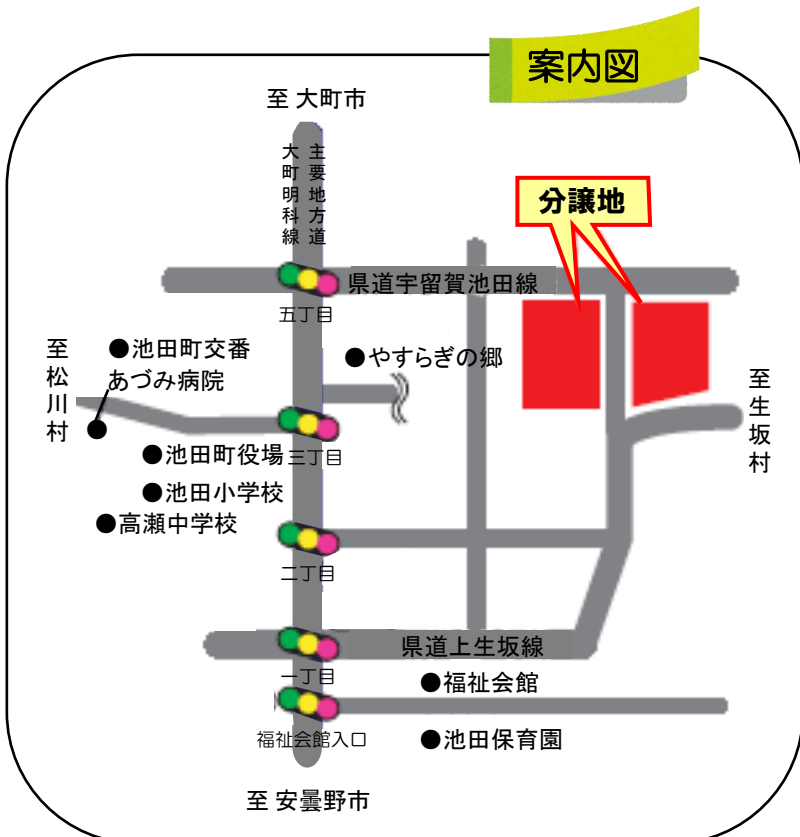 案内図
至 大町市
主要地方道
大町明科線
分譲地
県道宇留賀池田線
五丁目
至松川村
●池田町交番
あづみ病院
●やすらぎの郷
至生坂村
●池田町役場
三丁目
●池田小学校
●高瀬中学校
二丁目
県道上生坂線
一丁目
●福祉会館
福祉会館入口
●池田保育園
至 安曇野市